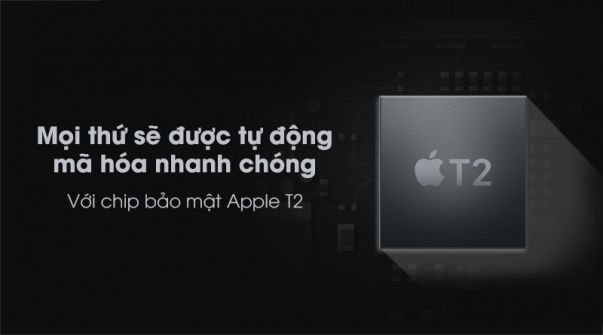 Mọi thứ sẽ được tự động
mã hóa nhanh chóng
Với chip bảo mật Apple T2
T2